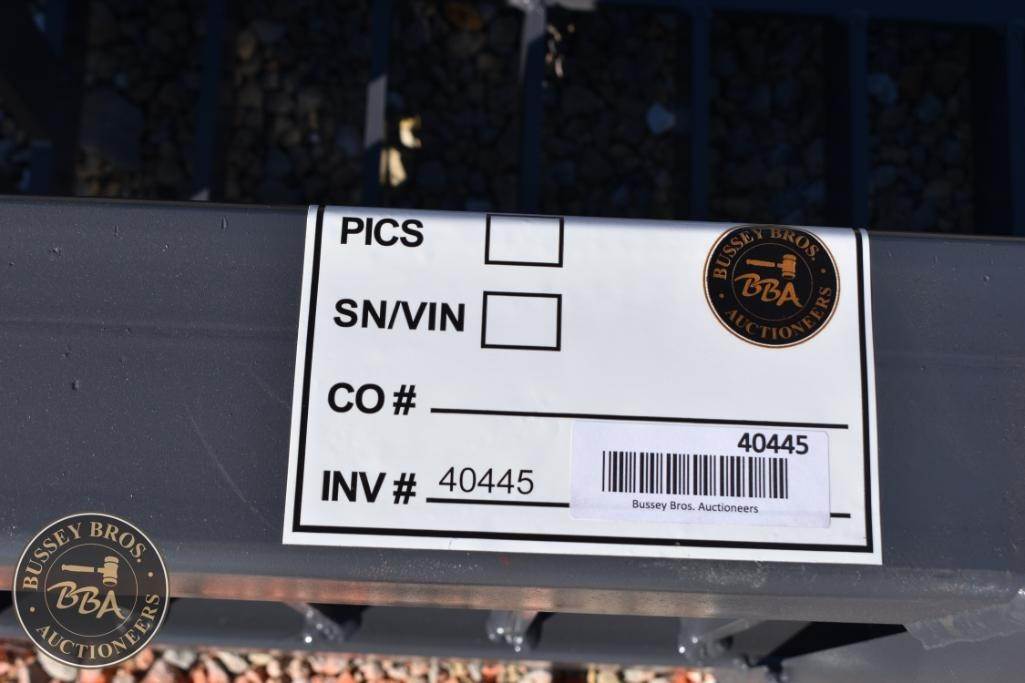 PICS
BUSSEY BROS.
BBA
AUCTIONEERS
SN/VIN
CO #
40445
INV # 40445
Bussey Bros. Auctioneers
BUSSEY BROS.
BBA
AUCTIONEERS